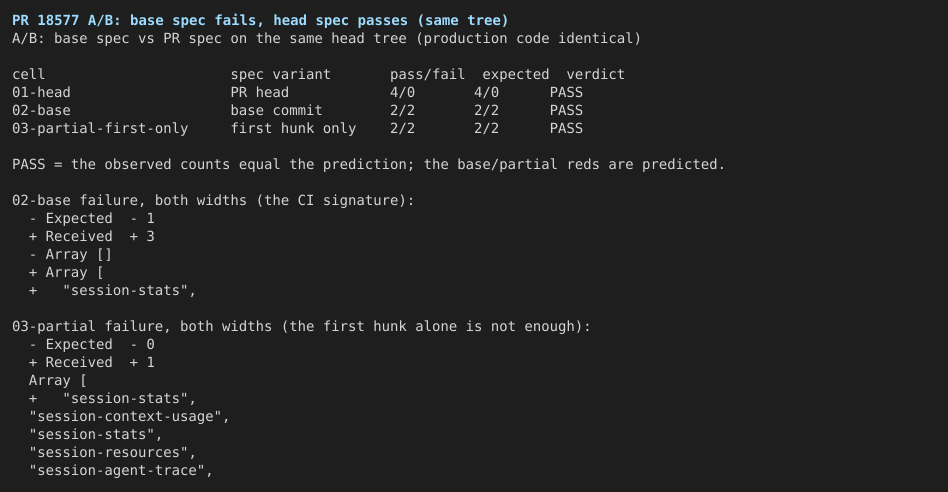 PR 18577 A/B: base spec fails, head spec passes (same tree)
A/B: base spec vs PR spec on the same head tree (production code identical)
cell spec variant pass/fail expected verdict
01-head PR head 4/0 4/0 PASS
02-base base commit 2/2 2/2 PASS
03-partial-first-only first hunk only 2/2 2/2 PASS
PASS = the observed counts equal the prediction; the base/partial reds are predicted.
02-base failure, both widths (the CI signature):
- Expected - 1
+ Received + 3
- Array []
+ Array [
+ "session-stats",
03-partial failure, both widths (the first hunk alone is not enough):
- Expected - 0
+ Received + 1
Array [
+ "session-stats",
"session-context-usage",
"session-stats",
"session-resources",
"session-agent-trace",